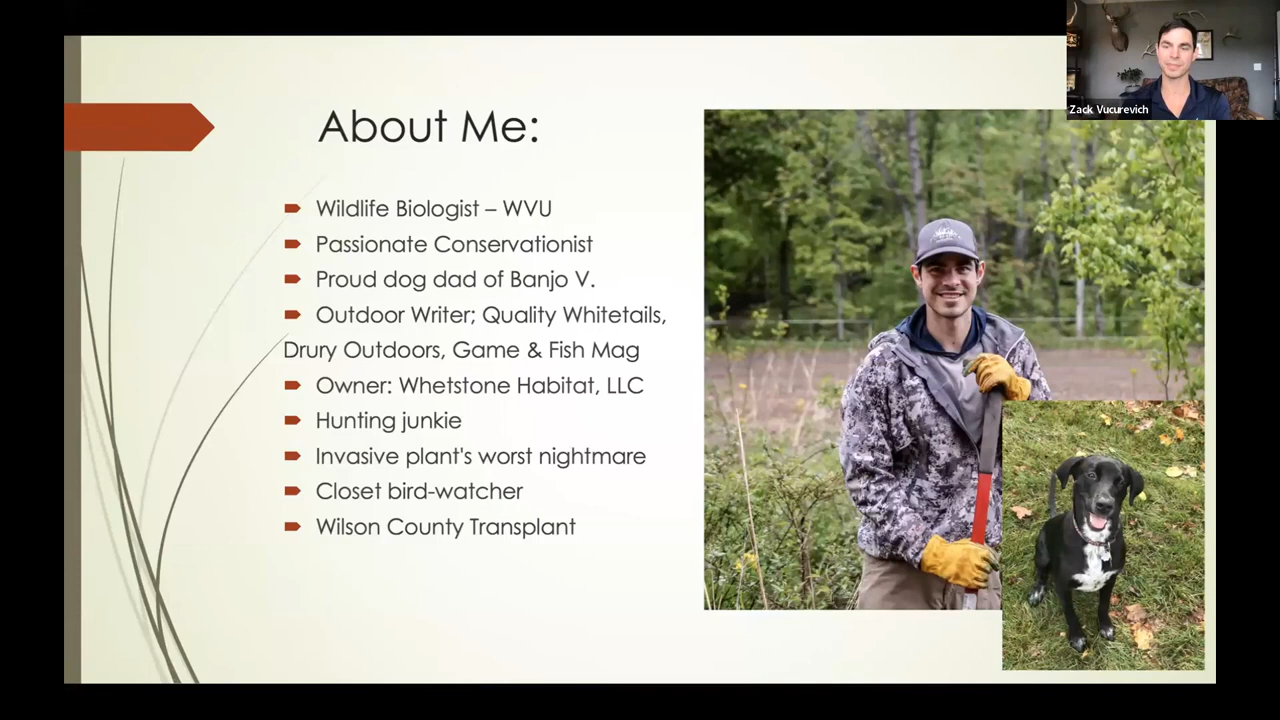 Zack Vucurevich
About Me:
Wildlife Biologist – WVU
Passionate Conservationist
Proud dog dad of Banjo V.
Outdoor Writer; Quality Whitetails,
Drury Outdoors, Game & Fish Mag
Owner: Whetstone Habitat, LLC
Hunting junkie
Invasive plant's worst nightmare
Closet bird-watcher
Wilson County Transplant